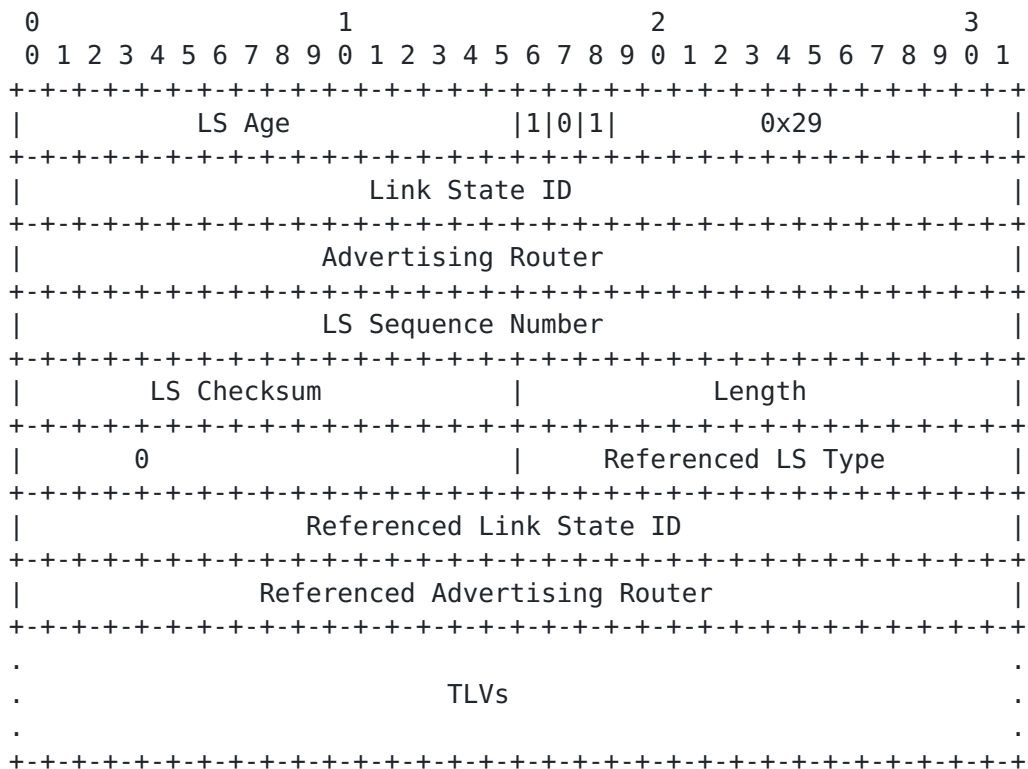 0                   1                   2                   3
 0 1 2 3 4 5 6 7 8 9 0 1 2 3 4 5 6 7 8 9 0 1 2 3 4 5 6 7 8 9 0 1
+-+-+-+-+-+-+-+-+-+-+-+-+-+-+-+-+-+-+-+-+-+-+-+-+-+-+-+-+-+-+-+-+
|           LS Age              |1|0|1|         0x29            |
+-+-+-+-+-+-+-+-+-+-+-+-+-+-+-+-+-+-+-+-+-+-+-+-+-+-+-+-+-+-+-+-+
|                      Link State ID                            |
+-+-+-+-+-+-+-+-+-+-+-+-+-+-+-+-+-+-+-+-+-+-+-+-+-+-+-+-+-+-+-+-+
|                   Advertising Router                          |
+-+-+-+-+-+-+-+-+-+-+-+-+-+-+-+-+-+-+-+-+-+-+-+-+-+-+-+-+-+-+-+-+
|                   LS Sequence Number                          |
+-+-+-+-+-+-+-+-+-+-+-+-+-+-+-+-+-+-+-+-+-+-+-+-+-+-+-+-+-+-+-+-+
|        LS Checksum            |            Length             |
+-+-+-+-+-+-+-+-+-+-+-+-+-+-+-+-+-+-+-+-+-+-+-+-+-+-+-+-+-+-+-+-+
|       0                       |     Referenced LS Type        |
+-+-+-+-+-+-+-+-+-+-+-+-+-+-+-+-+-+-+-+-+-+-+-+-+-+-+-+-+-+-+-+-+
|                  Referenced Link State ID                     |
+-+-+-+-+-+-+-+-+-+-+-+-+-+-+-+-+-+-+-+-+-+-+-+-+-+-+-+-+-+-+-+-+
|               Referenced Advertising Router                   |
+-+-+-+-+-+-+-+-+-+-+-+-+-+-+-+-+-+-+-+-+-+-+-+-+-+-+-+-+-+-+-+-+
.                                                               .
.                           TLVs                                .
.                                                               .
+-+-+-+-+-+-+-+-+-+-+-+-+-+-+-+-+-+-+-+-+-+-+-+-+-+-+-+-+-+-+-+-+